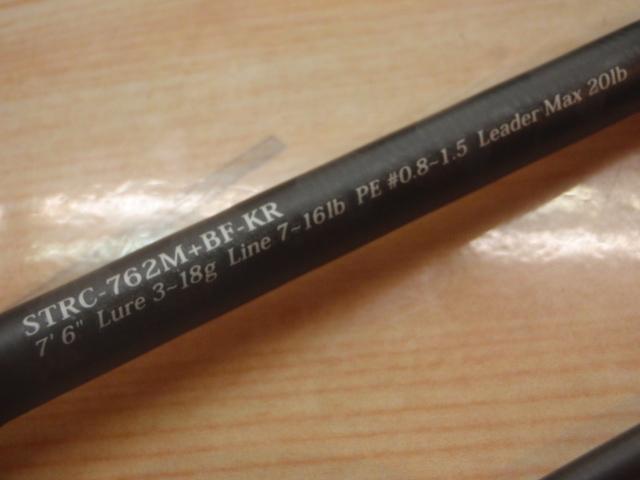 STRC-762M+BF-KR
7' 6" Lure 3~18g Line 7~16lb PE #0.8~1.5 Leader Max 20lb